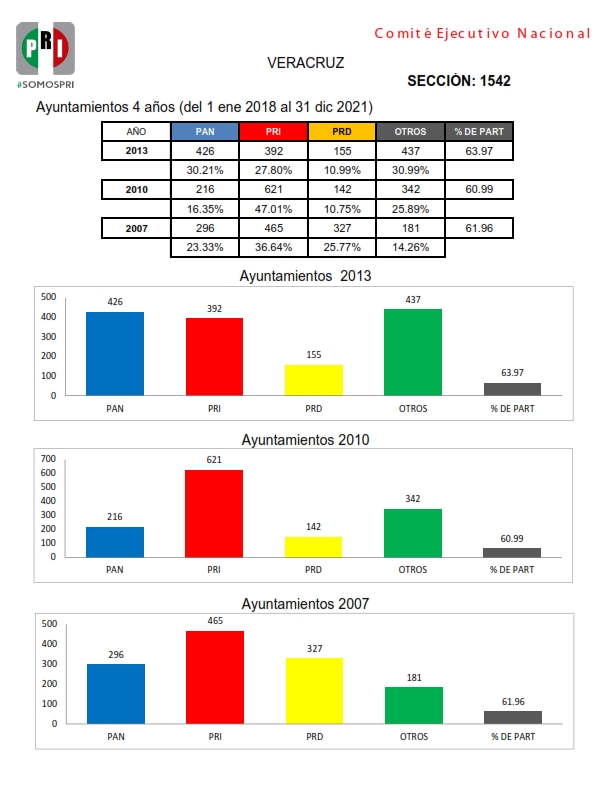 Comité Ejecutivo Nacional
PRI
#SOMOSPRI
VERACRUZ
SECCIÓN: 1542
Ayuntamientos 4 años (del 1 ene 2018 al 31 dic 2021)
AÑO PAN PRI PRD OTROS % DE PART
2013 426 392 155 437 63.97
30.21% 27.80% 10.99% 30.99%
2010 216 621 142 342 60.99
16.35% 47.01% 10.75% 25.89%
2007 296 465 327 181 61.96
23.33% 36.64% 25.77% 14.26%
Ayuntamientos 2013
500
400
300
200
100
0
426 392 155 437 63.97
PAN PRI PRD OTROS % DE PART
Ayuntamientos 2010
700
600
500
400
300
200
100
0
216 621 142 342 60.99
PAN PRI PRD OTROS % DE PART
Ayuntamientos 2007
500
400
300
200
100
0
296 465 327 181 61.96
PAN PRI PRD OTROS % DE PART